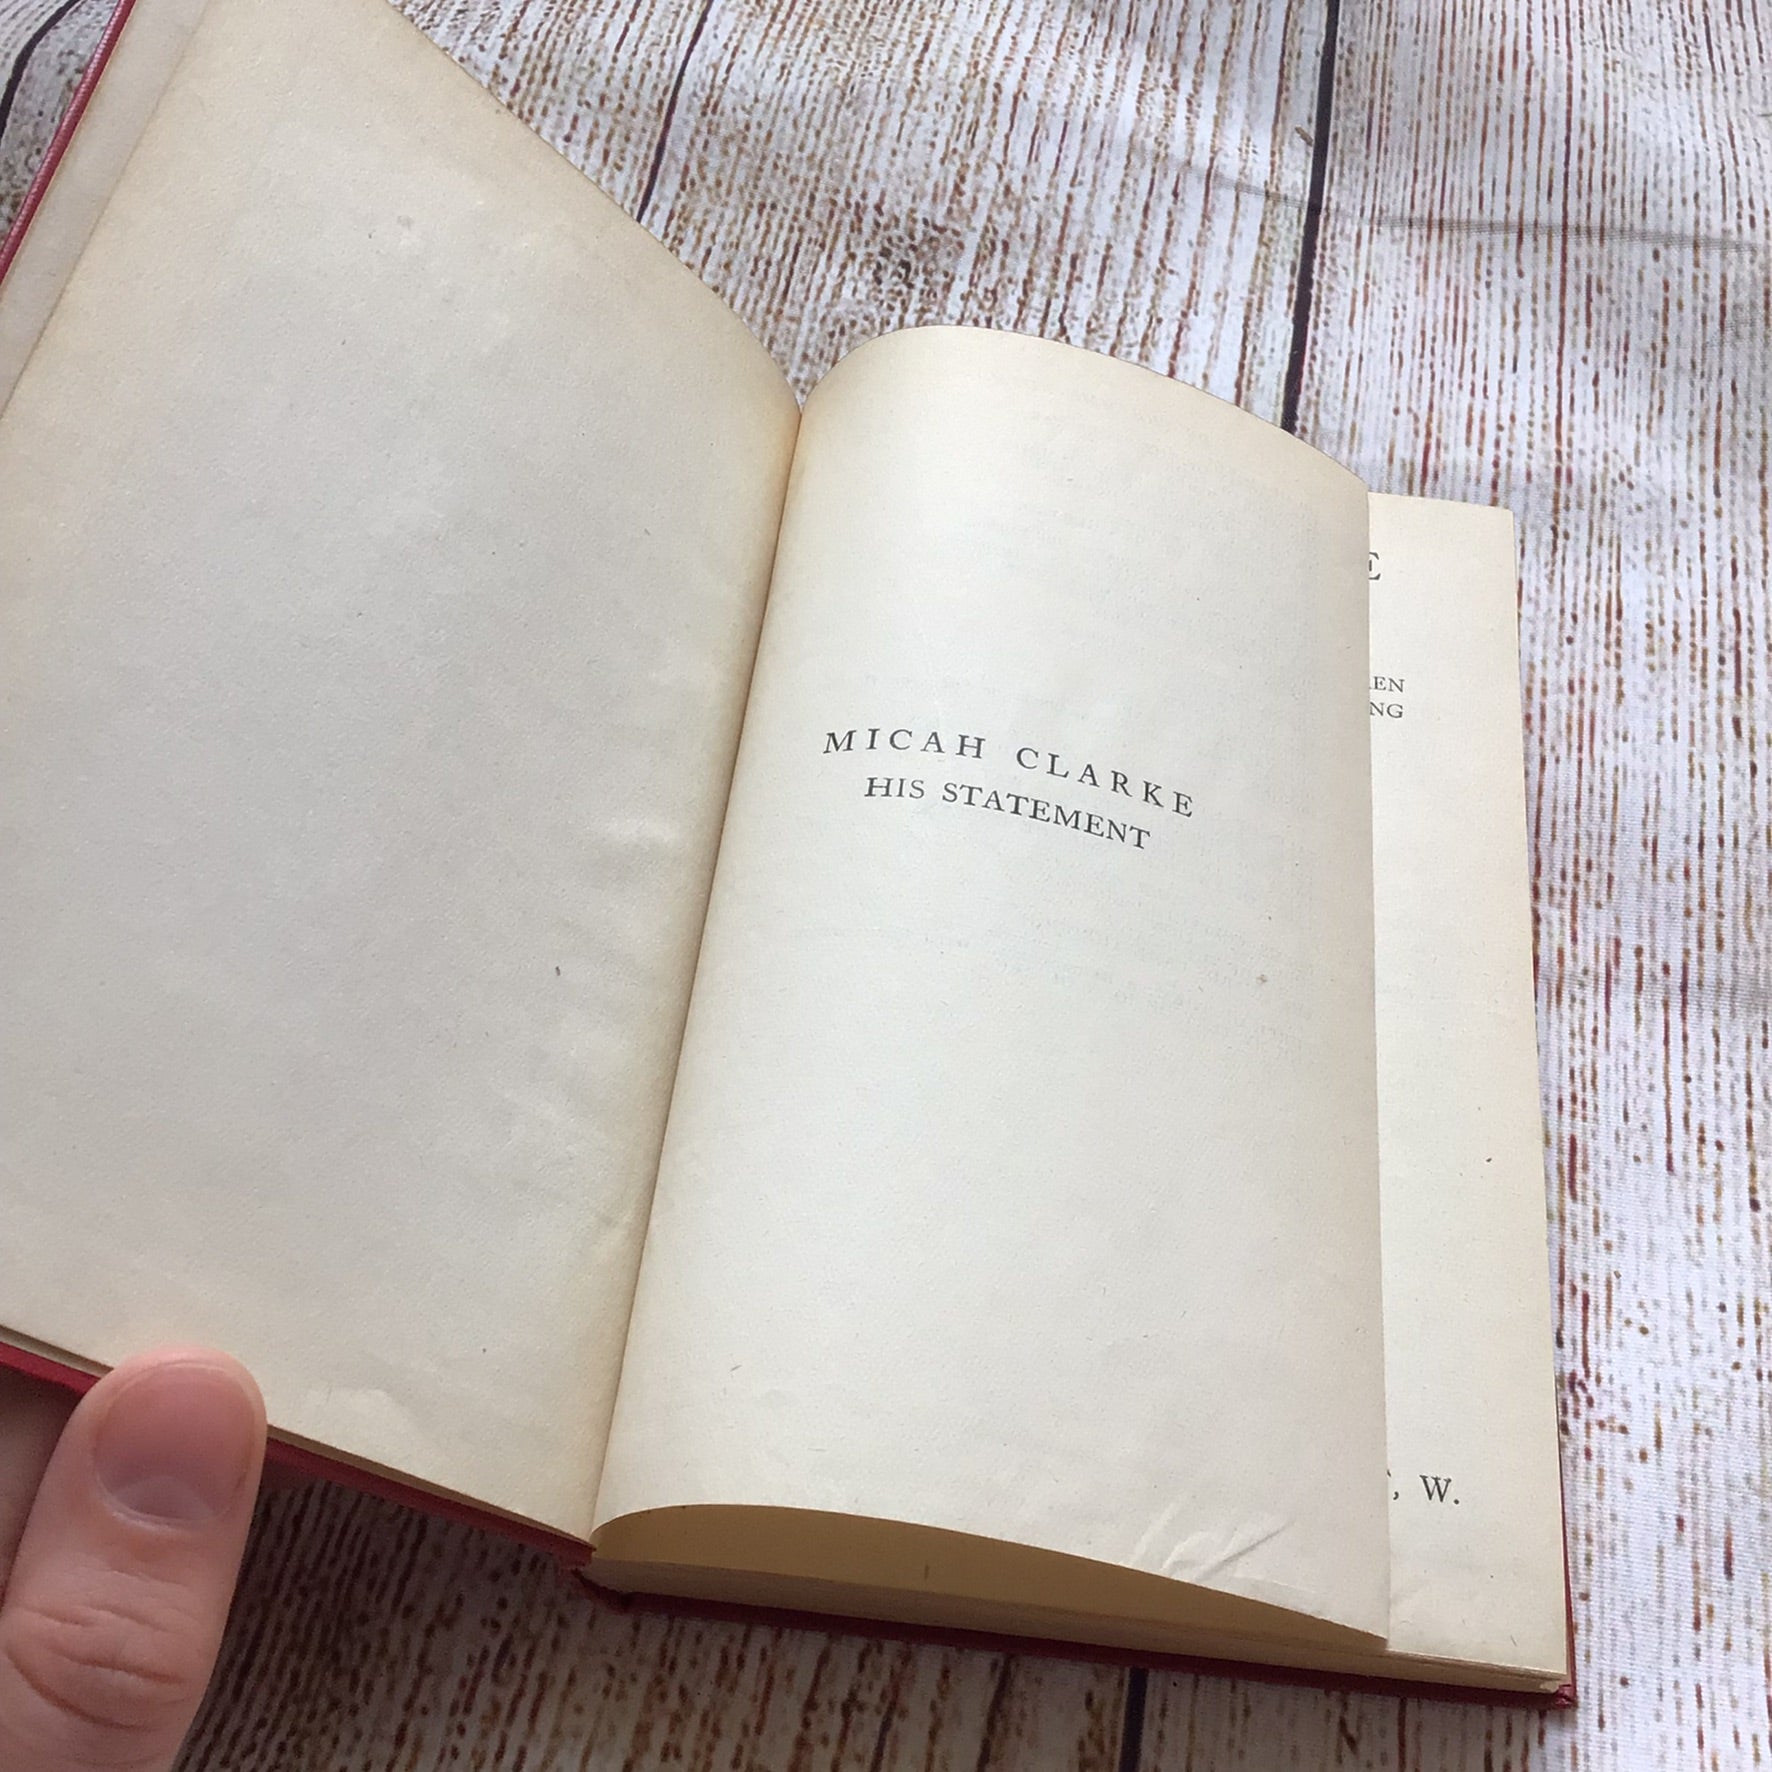 MICAH CLARKE
HIS STATEMENT
W.